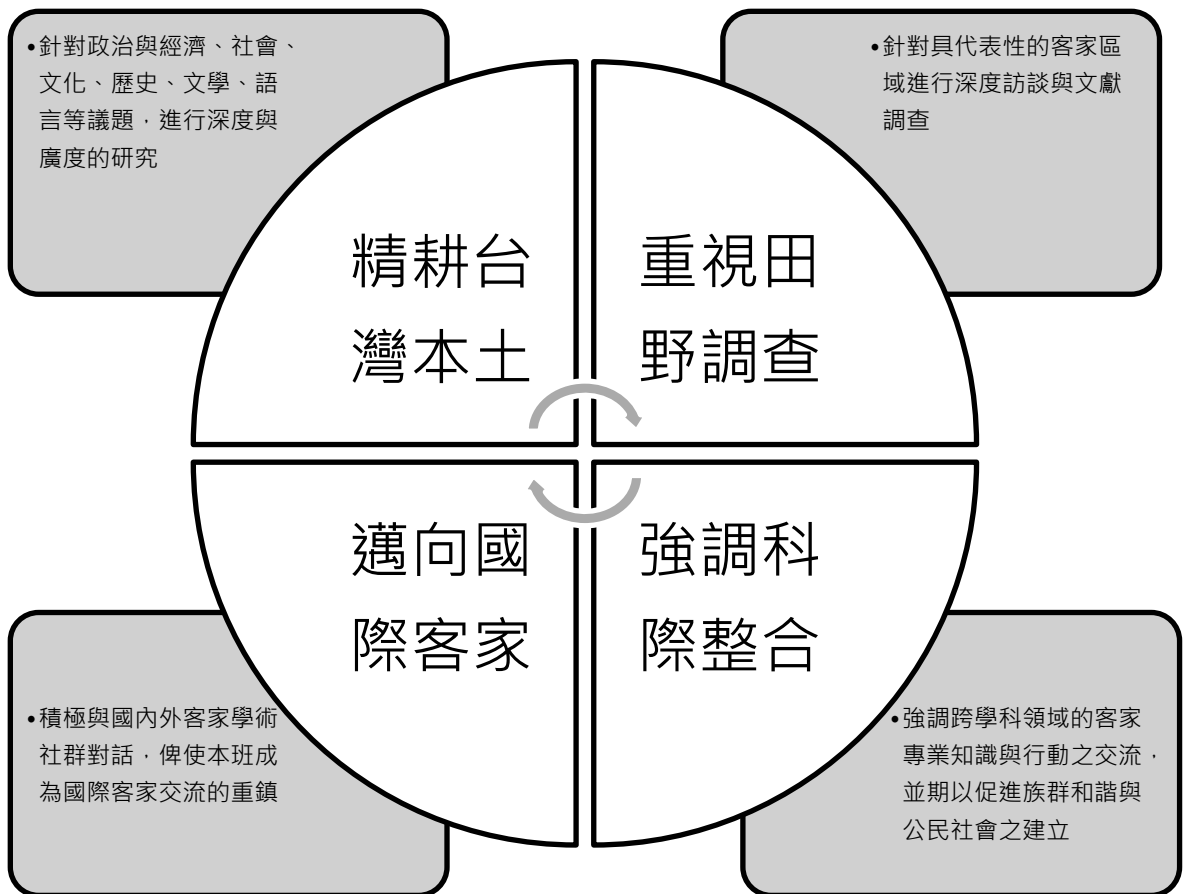 •針對政治與經濟、社會、
文化、歷史、文學、語
言等議題，進行深度與
廣度的研究
•針對具代表性的客家區
域進行深度訪談與文獻
調查
精耕台
灣本土
重視田
野調查
邁向國
際客家
強調科
際整合
•積極與國內外客家學術
社群對話，俾使本班成
為國際客家交流的重鎮
•強調跨學科領域的客家
專業知識與行動之交流，
並期以促進族群和諧與
公民社會之建立